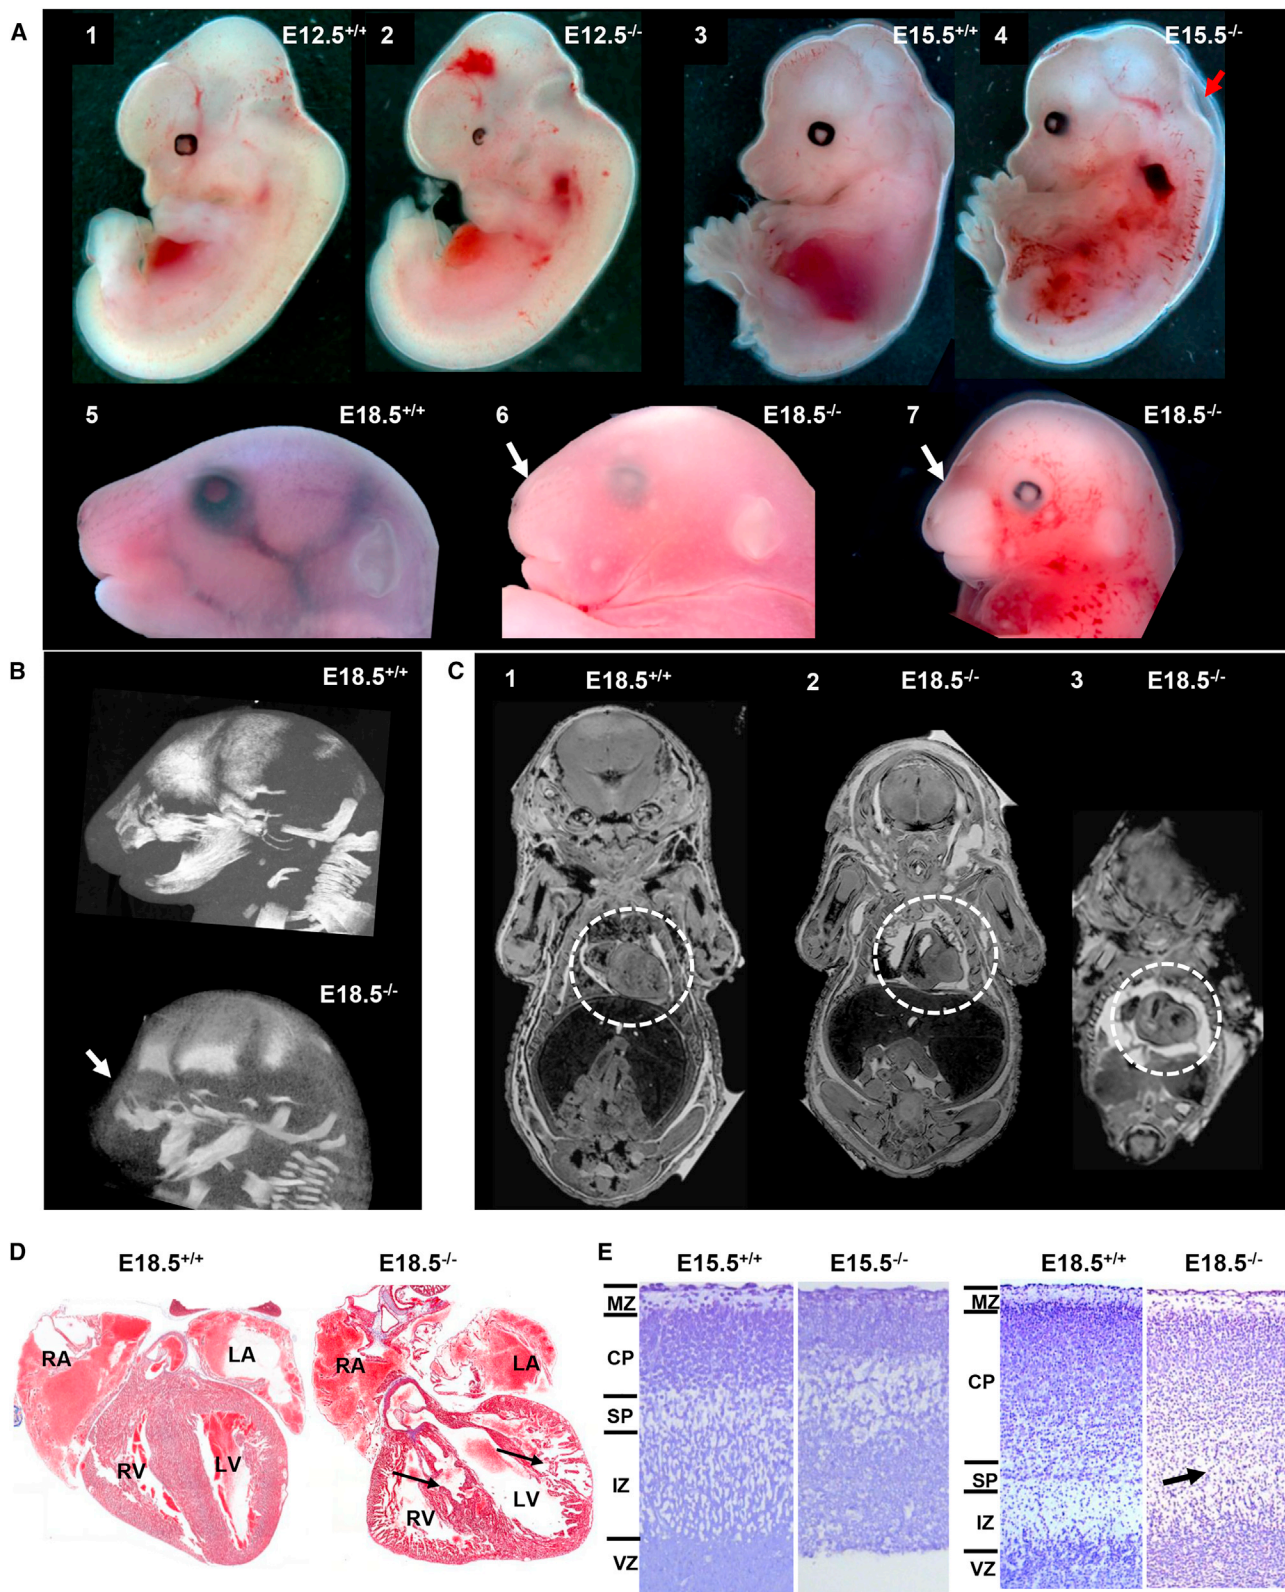 A
1 E12.5+/+ 2 E12.5-/- 3 E15.5+/+ 4 E15.5-/-
5 E18.5+/+ 6 E18.5-/- 7 E18.5-/-
B
E18.5+/+
E18.5-/-
C
1 E18.5+/+ 2 E18.5-/- 3 E18.5-/-
D
E18.5+/+ E18.5-/-
RA LA RV LV
RA LA RV LV
E
E15.5+/+ E15.5-/- E18.5+/+ E18.5-/-
MZ
CP
SP
IZ
VZ
MZ
CP
SP
IZ
VZ